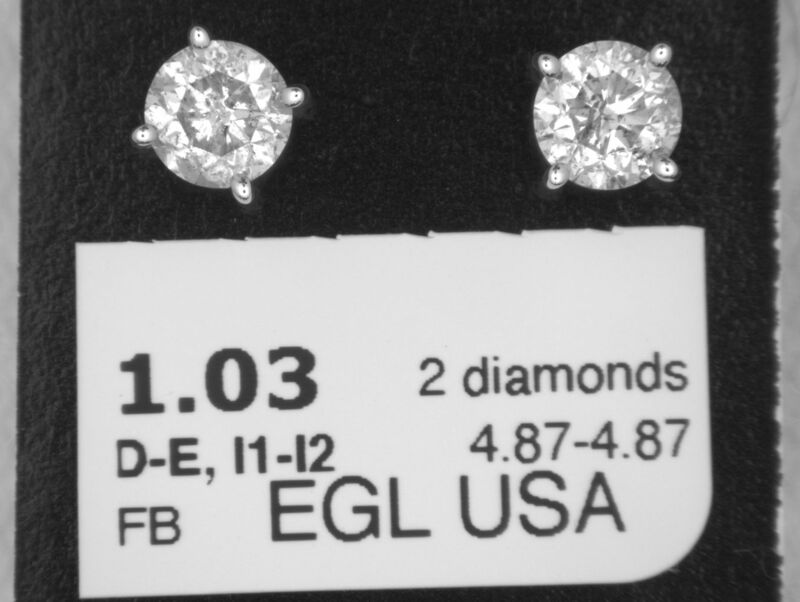 1.03 2 diamonds
D-E, I1-I2 4.87-4.87
FB EGL USA